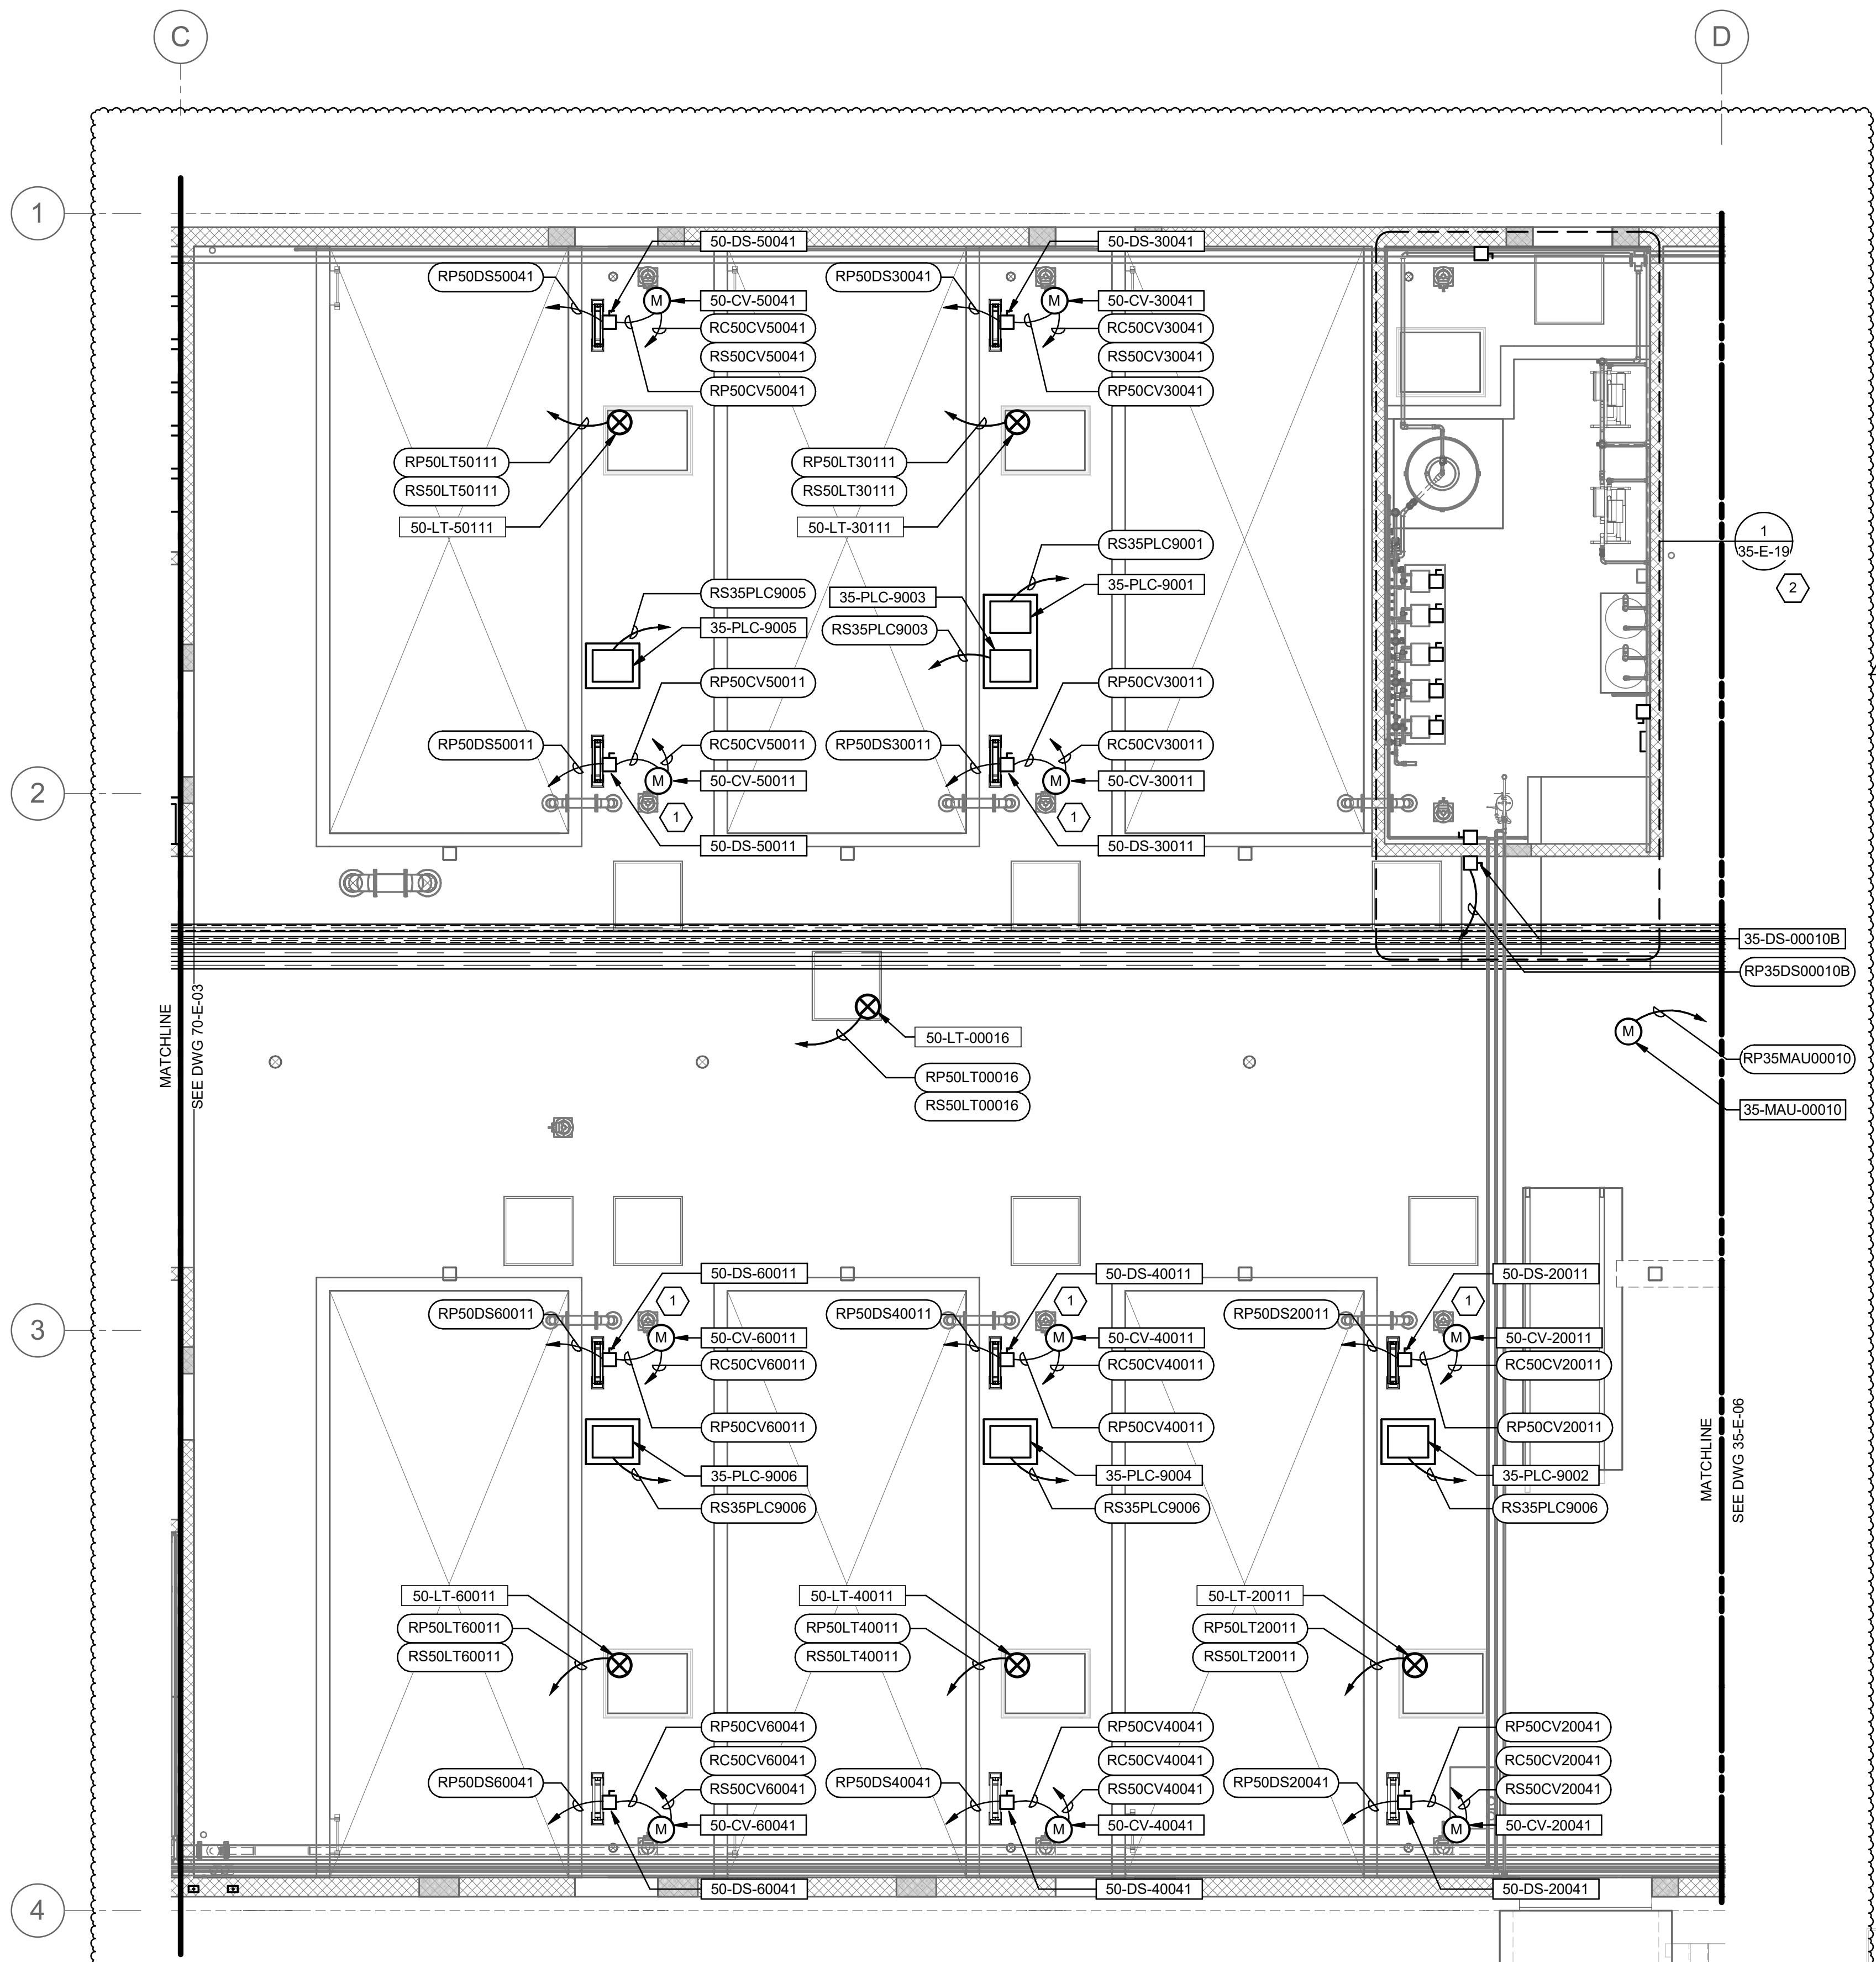 C
D
1
50-DS-50041
50-DS-30041
RP50DS50041
RP50DS30041
M
50-CV-50041
M
50-CV-30041
RC50CV50041
RC50CV30041
RS50CV50041
RS50CV30041
RP50CV50041
RP50CV30041
RP50LT50111
RP50LT30111
RS50LT50111
RS50LT30111
50-LT-50111
50-LT-30111
1
35-E-19
RS35PLC9001
35-PLC-9001
2
RS35PLC9005
35-PLC-9003
35-PLC-9005
RS35PLC9003
RP50CV50011
RP50CV30011
RP50DS50011
RC50CV50011
RP50DS30011
RC50CV30011
M
50-CV-50011
M
50-CV-30011
2
1
1
50-DS-50011
50-DS-30011
35-DS-00010B
RP35DS00010B
MATCHLINE
SEE DWG 70-E-03
50-LT-00016
M
RP35MAU00010
RP50LT00016
RS50LT00016
35-MAU-00010
50-DS-60011
50-DS-40011
50-DS-20011
1
1
1
RP50DS60011
RP50DS40011
RP50DS20011
3
M
50-CV-60011
M
50-CV-40011
M
50-CV-20011
RC50CV60011
RC50CV40011
RC50CV20011
RP50CV60011
RP50CV40011
RP50CV20011
MATCHLINE
SEE DWG 35-E-06
35-PLC-9006
35-PLC-9004
35-PLC-9002
RS35PLC9006
RS35PLC9006
RS35PLC9006
50-LT-60011
50-LT-40011
50-LT-20011
RP50LT60011
RP50LT40011
RP50LT20011
RS50LT60011
RS50LT40011
RS50LT20011
RP50CV60041
RP50CV40041
RP50CV20041
RC50CV60041
RC50CV40041
RC50CV20041
RP50DS60041
RS50CV60041
RP50DS40041
RS50CV40041
RP50DS20041
RS50CV20041
M
50-CV-60041
M
50-CV-40041
M
50-CV-20041
50-DS-60041
50-DS-40041
50-DS-20041
4